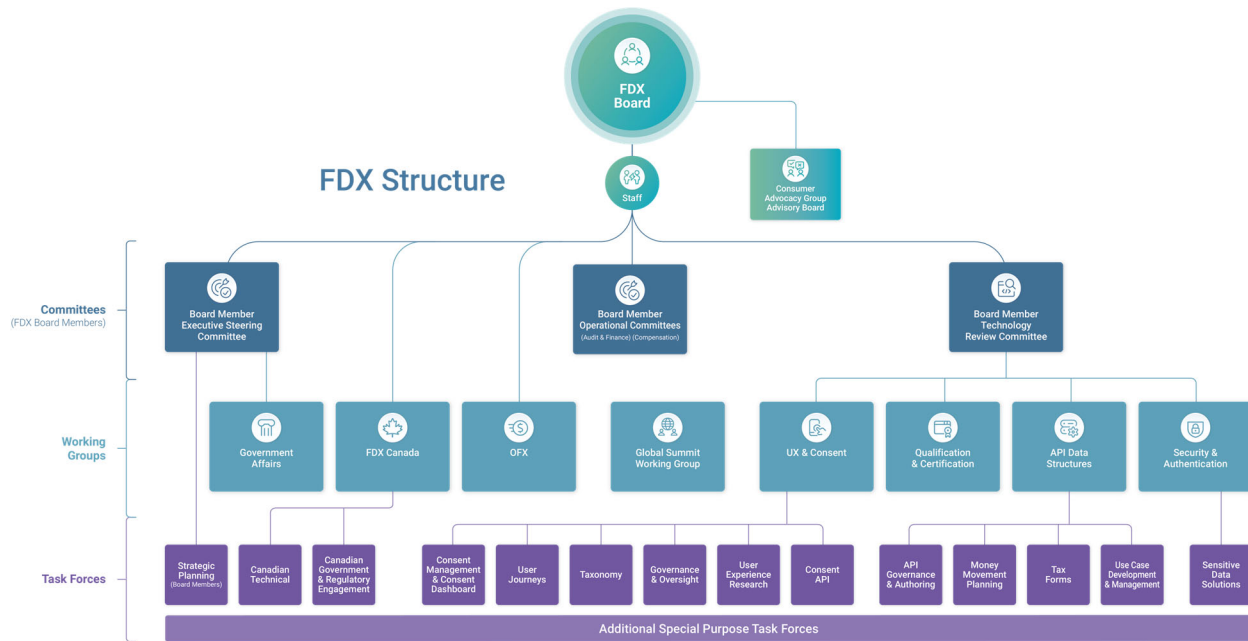 FDX
Board
FDX Structure
Staff
Consumer
Advocacy Group
Advisory Board
Committees
(FDX Board Members)
Board Member
Executive Steering
Committee
Board Member
Operational Committees
(Audit & Finance) (Compensation)
Board Member
Technology
Review Committee
Working
Groups
Government
Affairs
FDX Canada
OFX
Global Summit
Working Group
UX & Consent
Qualification
& Certification
API Data
Structures
Security &
Authentication
Task Forces
Strategic
Planning
(Board Members)
Canadian
Technical
Canadian
Government
& Regulatory
Engagement
Consent
Management
& Consent
Dashboard
User
Journeys
Taxonomy
Governance
& Oversight
User
Experience
Research
Consent
API
API
Governance
& Authoring
Money
Movement
Planning
Tax
Forms
Use Case
Development
& Management
Sensitive
Data
Solutions
Additional Special Purpose Task Forces